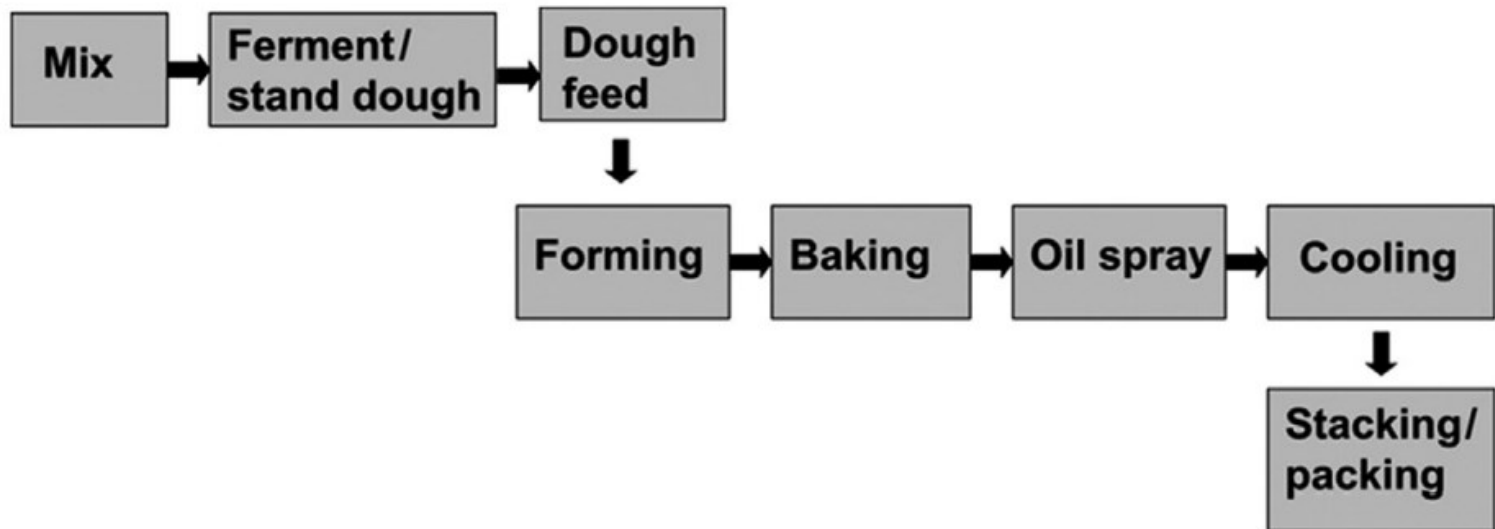 Mix
Ferment/
stand dough
Dough
feed
Forming
Baking
Oil spray
Cooling
Stacking/
packing